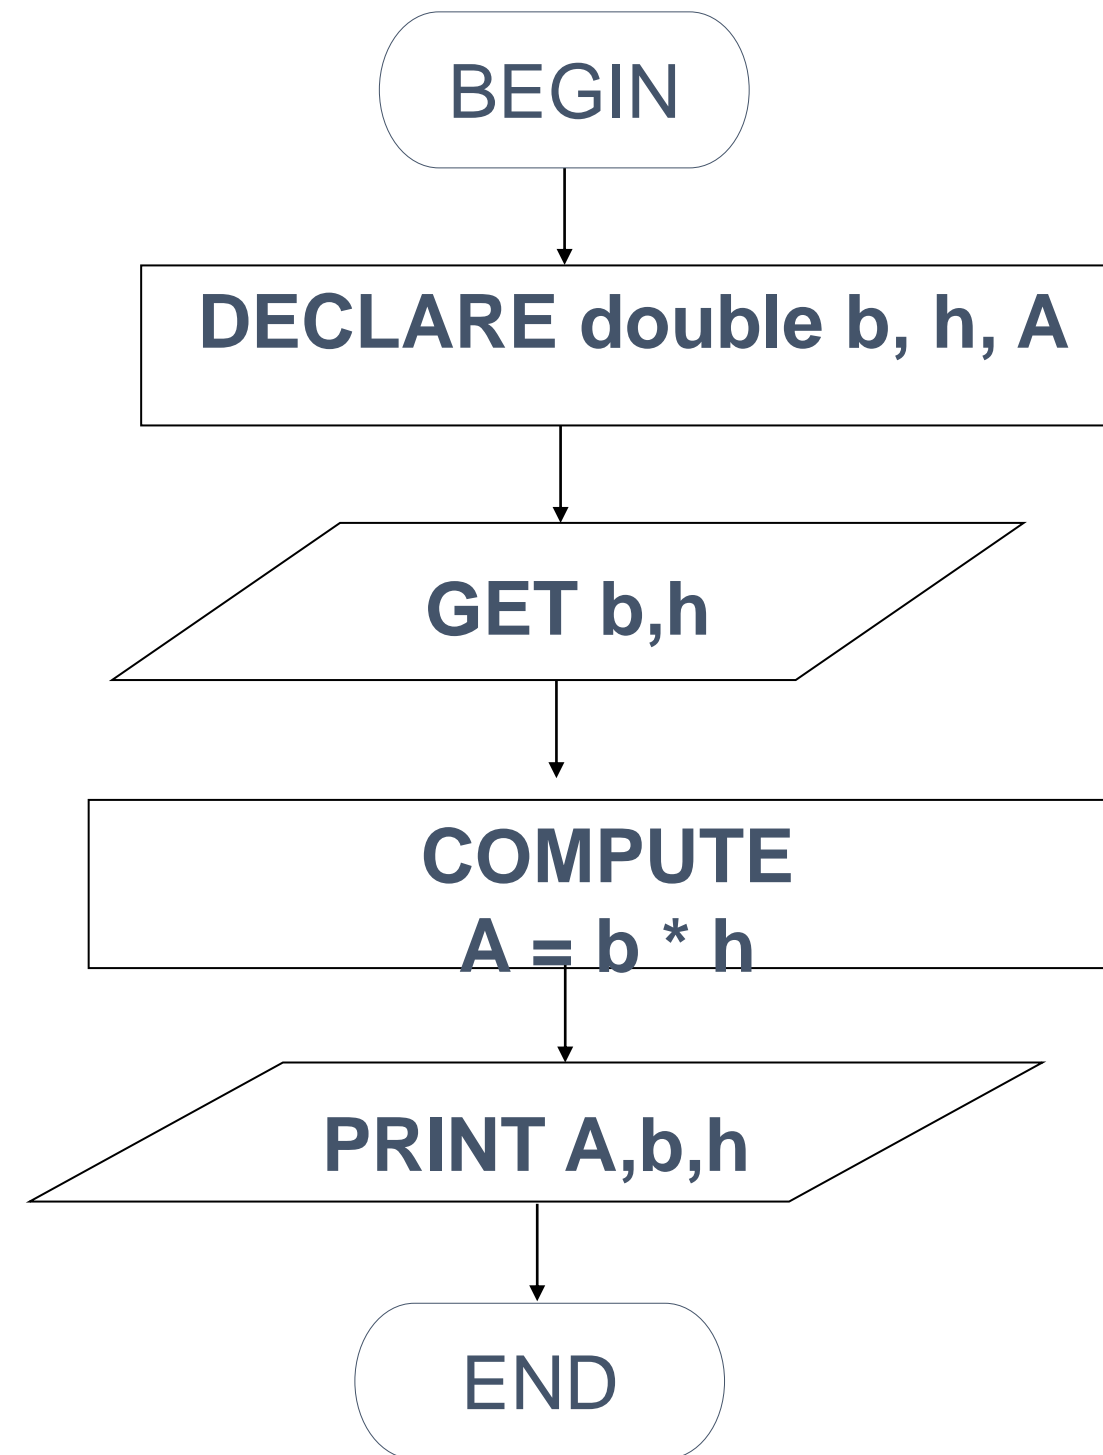 BEGIN
DECLARE double b, h, A
GET b,h
COMPUTE
A = b * h
PRINT A,b,h
END